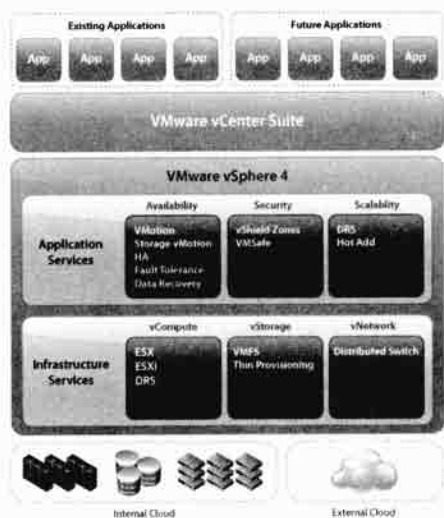 Existing Applications
Future Applications
App App App App App App App App
VMware vCenter Suite
VMware vSphere 4
Availability Security Scalability
Application Services
VMotion
Storage vMotion
HA
Fault Tolerance
Data Recovery
vShield Zones
VMSafe
DRS
Hot Add
vCompute vStorage vNetwork
Infrastructure Services
ESX
ESXi
DRS
VMFS
Thin Provisioning
Distributed Switch
Internal Cloud
External Cloud